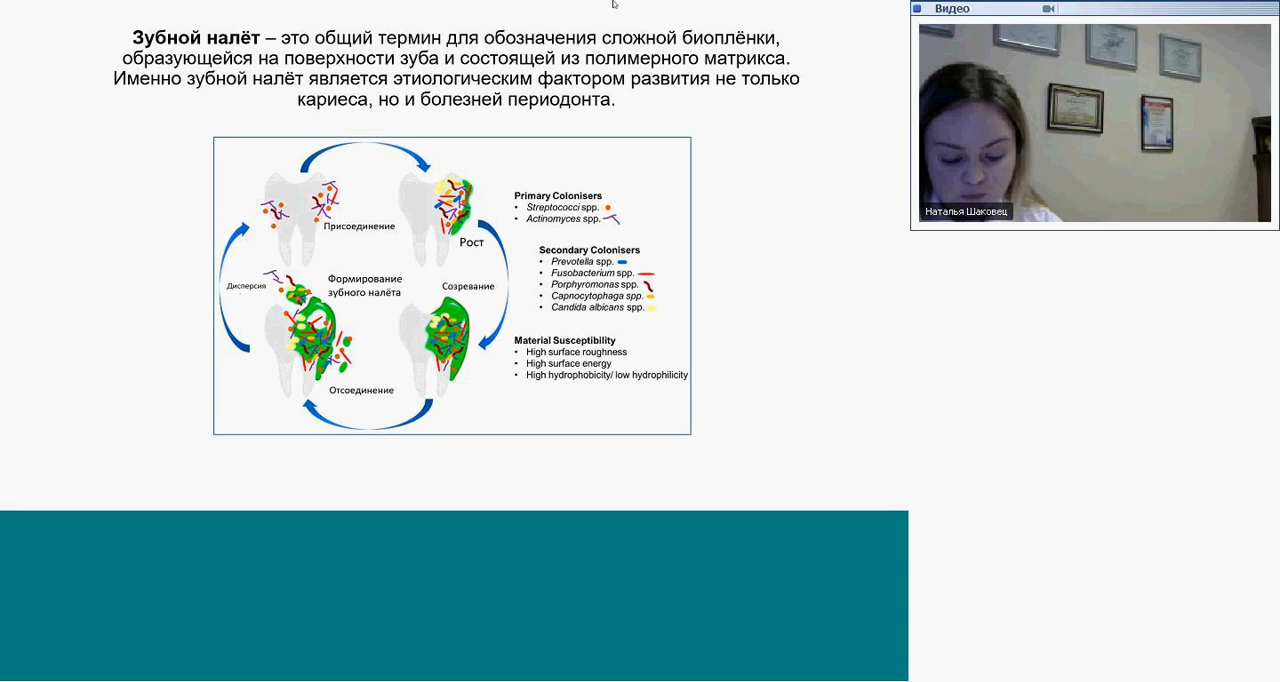 Зубной налёт – это общий термин для обозначения сложной биоплёнки,
образующейся на поверхности зуба и состоящей из полимерного матрикса.
Именно зубной налёт является этиологическим фактором развития не только
кариеса, но и болезней периодонта.
Присоединение
Рост
Дисперсия
Формирование
зубного налёта
Созревание
Отсоединение
Primary Colonisers
• Streptococci spp.
• Actinomyces spp.
Secondary Colonisers
• Prevotella spp.
• Fusobacterium spp.
• Porphyromonas spp.
• Capnocytophaga spp.
• Candida albicans spp.
Material Susceptibility
• High surface roughness
• High surface energy
• High hydrophobicity/ low hydrophilicity
Видео
Наталья Шаковец